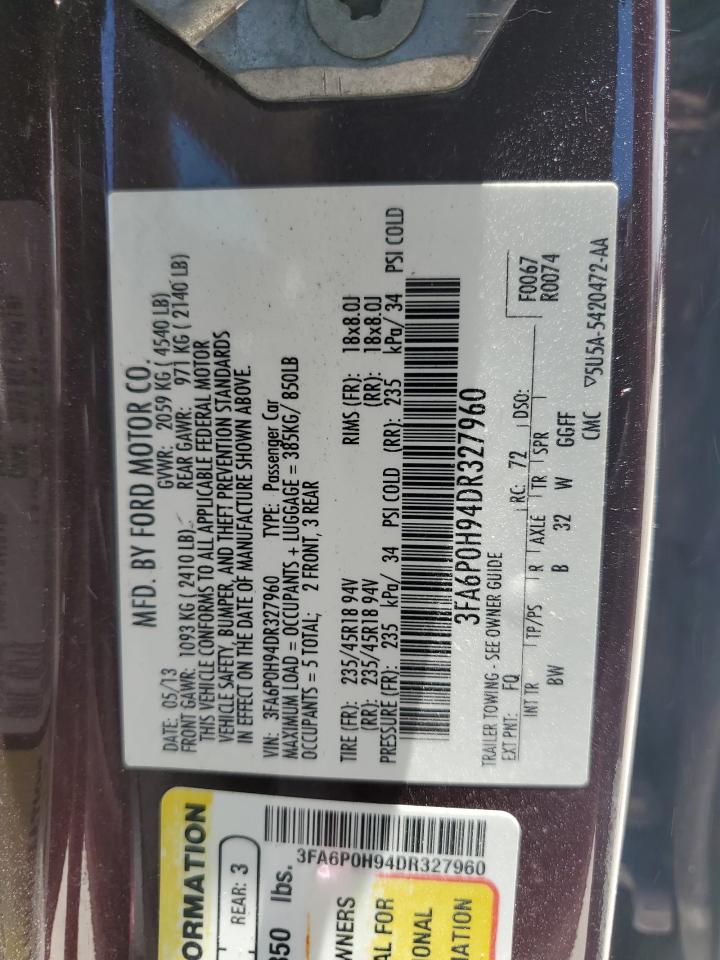 MFD. BY FORD MOTOR CO.
DATE: 05/13 GVWR: 2059 KG ( 4540 LB)
FRONT GAWR: 1093 KG ( 2410 LB) REAR GAWR: 971 KG ( 2140 LB)
THIS VEHICLE CONFORMS TO ALL APPLICABLE FEDERAL MOTOR
VEHICLE SAFETY, BUMPER, AND THEFT PREVENTION STANDARDS
IN EFFECT ON THE DATE OF MANUFACTURE SHOWN ABOVE.
VIN: 3FA6P0H94DR327960 TYPE: Passenger Car
MAXIMUM LOAD = OCCUPANTS + LUGGAGE = 385KG/ 850LB
OCCUPANTS = 5 TOTAL; 2 FRONT, 3 REAR
TIRE (FR): 235/45R18 94V RIMS (FR): 18x8.0J
(RR): 235/45R18 94V (RR): 18x8.0J
PRESSURE (FR): 235 kPa/ 34 PSI COLD (RR): 235 kPa/ 34 PSI COLD
3FA6P0H94DR327960
TRAILER TOWING - SEE OWNER GUIDE
EXT PNT: FQ RC: 72 DSO: F0067
R0074
INT TR TP/PS R AXLE TR SPR
BW B 32 W GGFF
CMC ▽5U5A-5420472-AA
ORMATION
REAR: 3
350 lbs.
3FA6P0H94DR327960
WNERS
AL FOR
IONAL
MATION